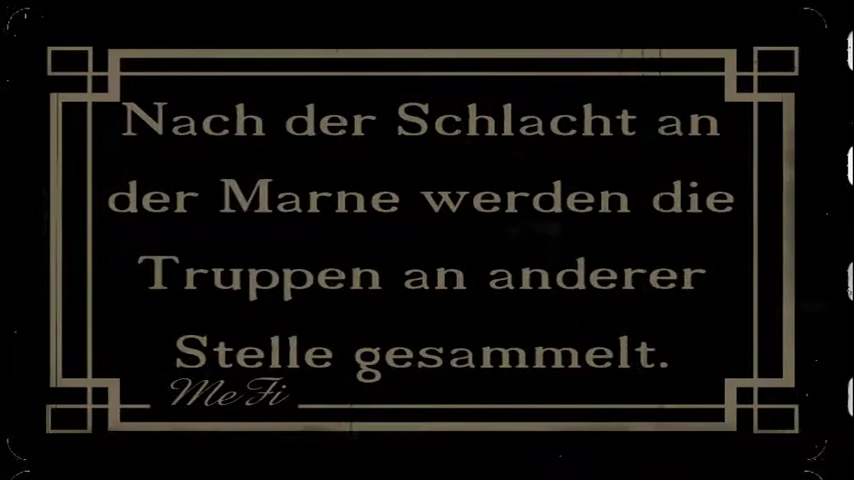 Nach der Schlacht an
der Marne werden die
Truppen an anderer
Stelle gesammelt.
MeFi